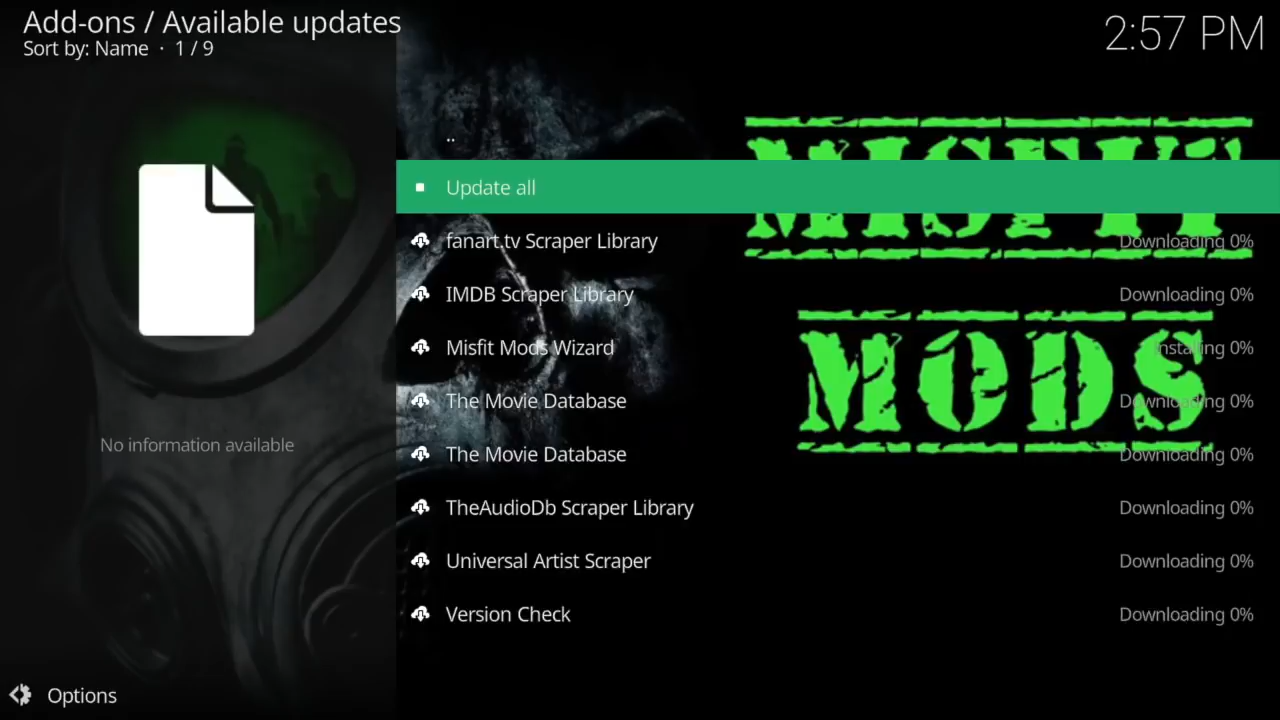 Add-ons / Available updates
Sort by: Name · 1 / 9
2:57 PM
..
Update all
fanart.tv Scraper Library Downloading 0%
IMDB Scraper Library Downloading 0%
Misfit Mods Wizard Installing 0%
The Movie Database Downloading 0%
The Movie Database Downloading 0%
TheAudioDb Scraper Library Downloading 0%
Universal Artist Scraper Downloading 0%
Version Check Downloading 0%
MISFIT
MODS
No information available
Options